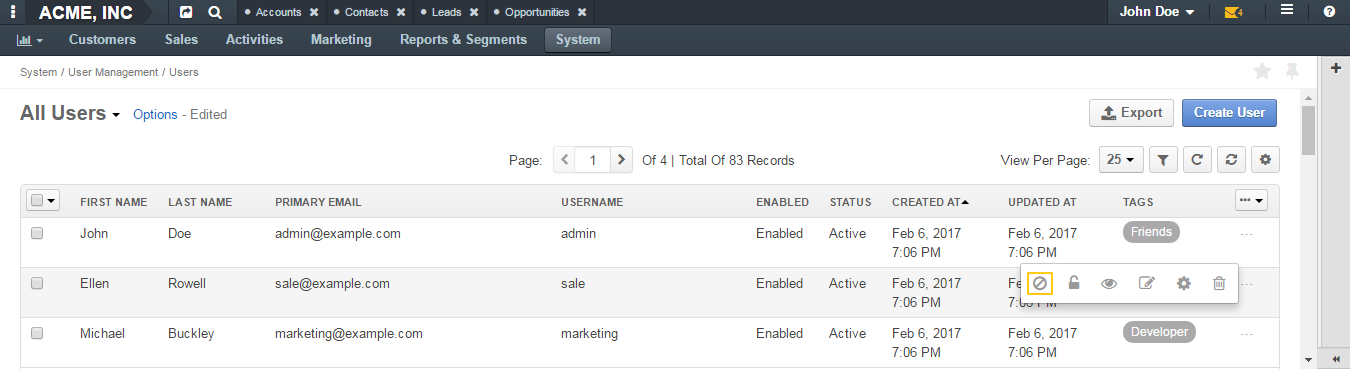 ACME, INC • Accounts ✖ • Contacts ✖ • Leads ✖ • Opportunities ✖ John Doe 4
Customers Sales Activities Marketing Reports & Segments System
System / User Management / Users
All Users Options - Edited Export Create User
Page: 1 Of 4 | Total Of 83 Records View Per Page: 25
FIRST NAME LAST NAME PRIMARY EMAIL USERNAME ENABLED STATUS CREATED AT UPDATED AT TAGS ...
John Doe admin@example.com admin Enabled Active Feb 6, 2017 Feb 6, 2017 Friends ...
7:06 PM 7:06 PM
Ellen Rowell sale@example.com sale Enabled Active Feb 6, 2017 Fe ...
7:06 PM 7:06 PM
Michael Buckley marketing@example.com marketing Enabled Active Feb 6, 2017 Feb 6, 2017 Developer ...
7:06 PM 7:06 PM